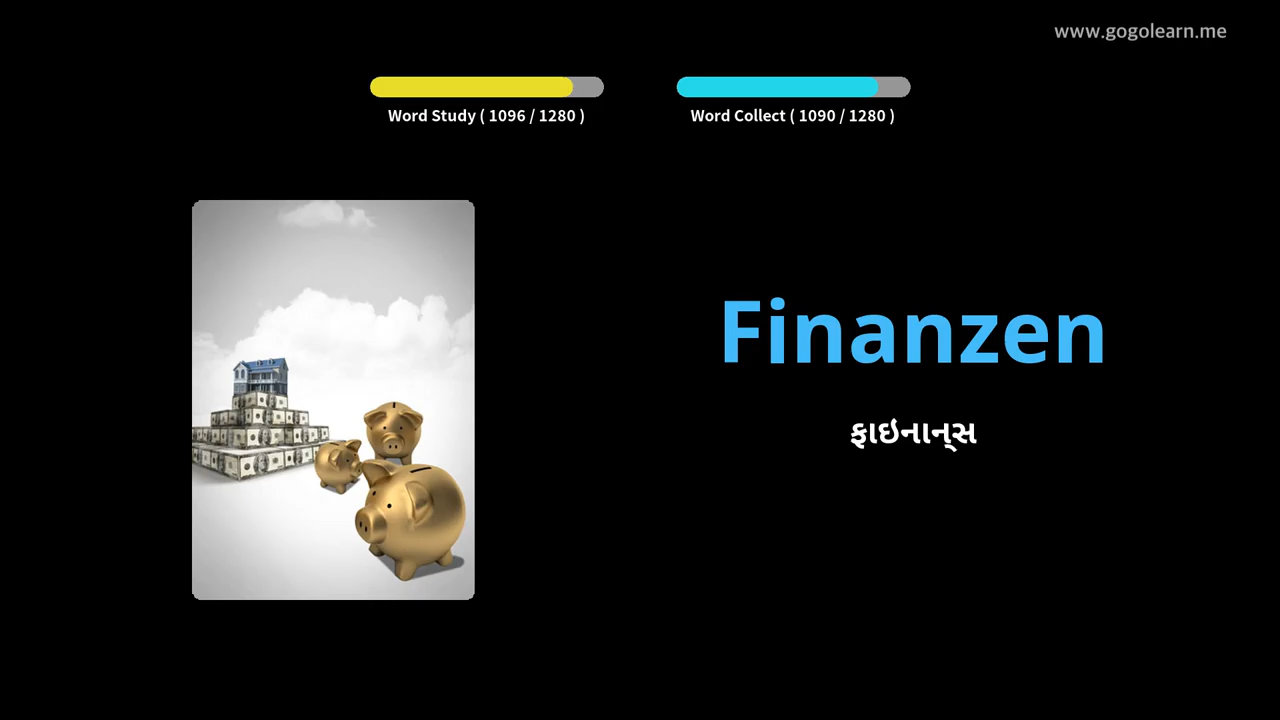 www.gogolearn.me
Word Study ( 1096 / 1280 )
Word Collect ( 1090 / 1280 )
Finanzen
ફાઇનાન્સ